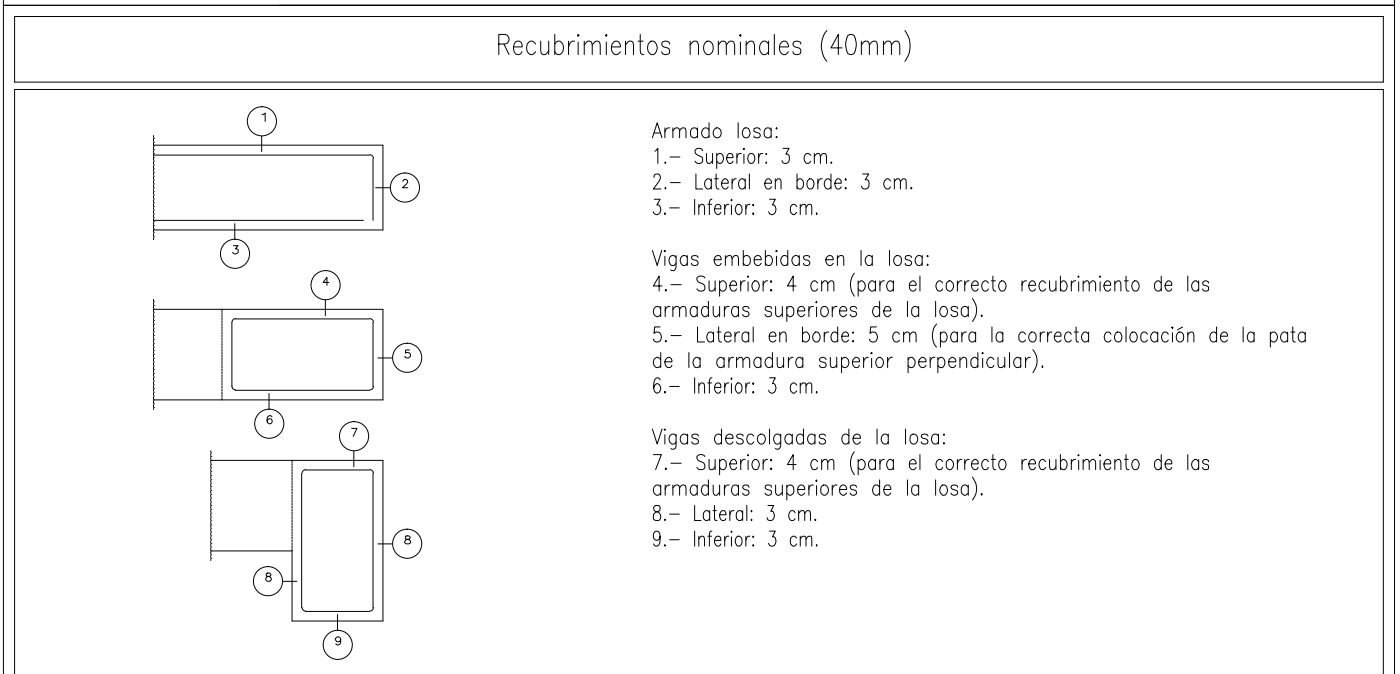 Recubrimientos nominales (40mm)
1
2
3
Armado losa:
1.– Superior: 3 cm.
2.– Lateral en borde: 3 cm.
3.– Inferior: 3 cm.
4
5
6
Vigas embebidas en la losa:
4.– Superior: 4 cm (para el correcto recubrimiento de las
armaduras superiores de la losa).
5.– Lateral en borde: 5 cm (para la correcta colocación de la pata
de la armadura superior perpendicular).
6.– Inferior: 3 cm.
7
8
8
9
Vigas descolgadas de la losa:
7.– Superior: 4 cm (para el correcto recubrimiento de las
armaduras superiores de la losa).
8.– Lateral: 3 cm.
9.– Inferior: 3 cm.